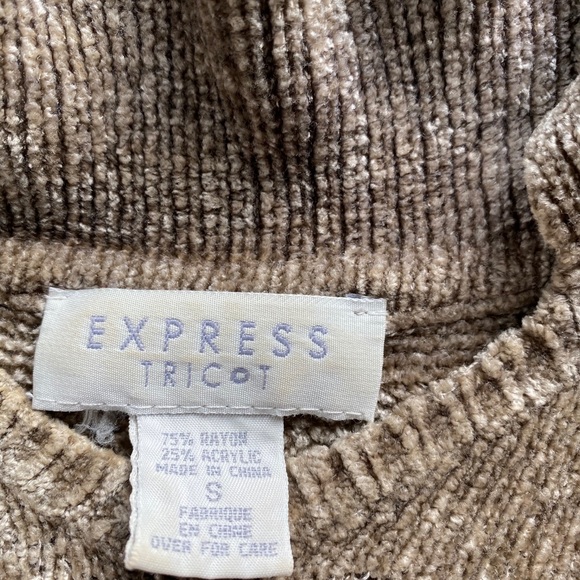 EXPRESS
TRICOT
75% RAYON
25% ACRYLIC
MADE IN CHINA
S
FABRIQUE
EN CHINE
OVER FOR CARE